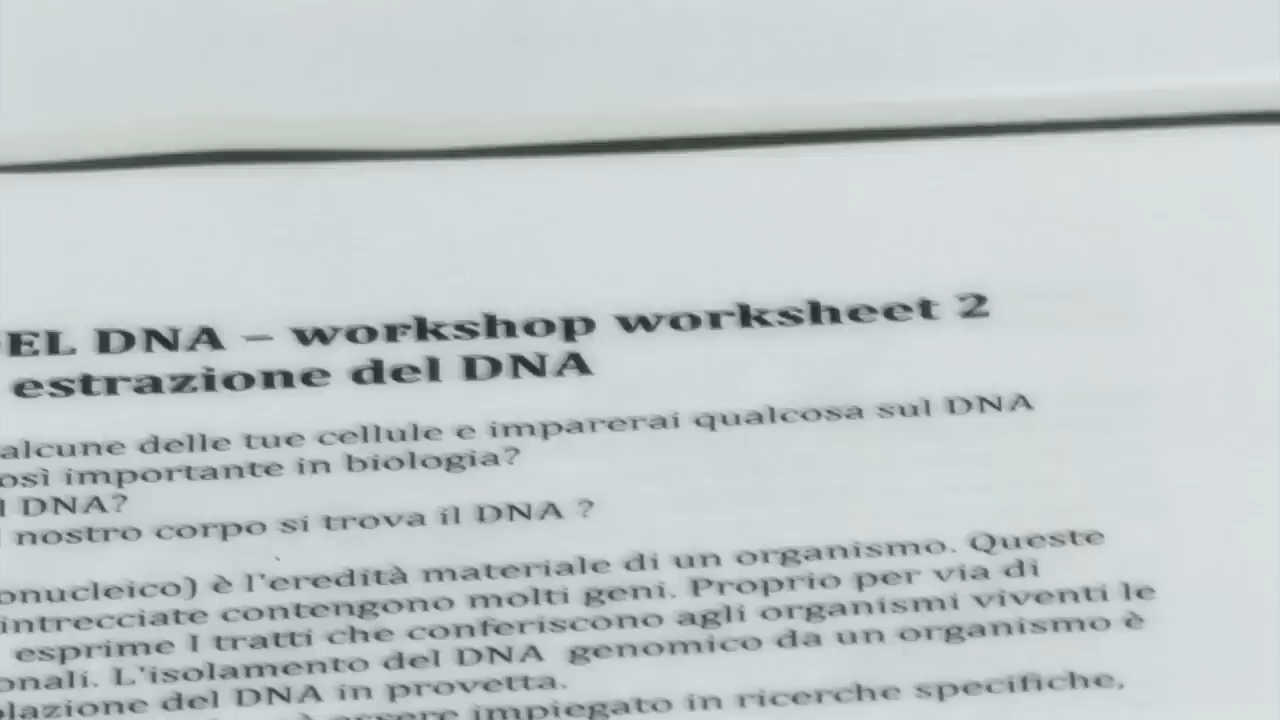 EL DNA – workshop worksheet 2
estrazione del DNA
alcune delle tue cellule e imparerai qualcosa sul DNA
osì importante in biologia?
l DNA?
nostro corpo si trova il DNA ?
onucleico) è l'eredità materiale di un organismo. Queste
intrecciate contengono molti geni. Proprio per via di
esprime I tratti che conferiscono agli organismi viventi le
onali. L'isolamento del DNA genomico da un organismo è
olazione del DNA in provetta.
essere impiegato in ricerche specifiche,